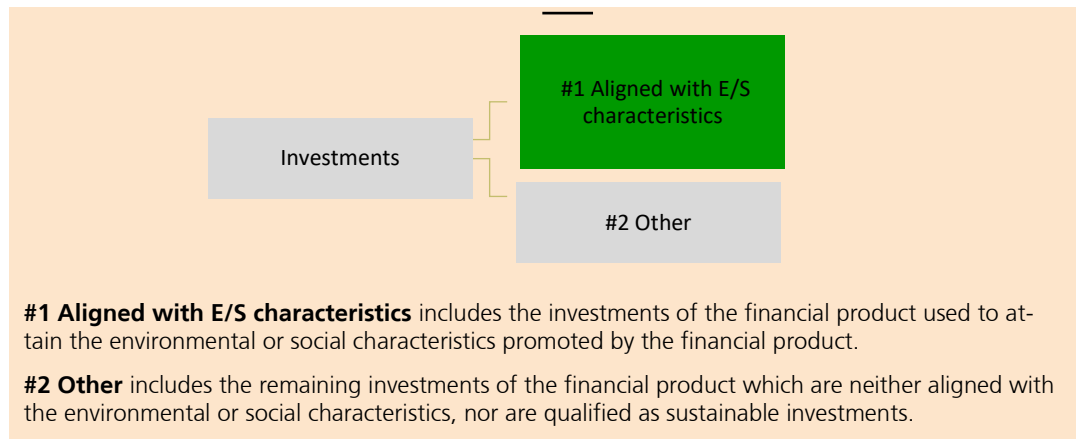 #1 Aligned with E/S
characteristics
Investments
#2 Other
#1 Aligned with E/S characteristics includes the investments of the financial product used to at-
tain the environmental or social characteristics promoted by the financial product.
#2 Other includes the remaining investments of the financial product which are neither aligned with
the environmental or social characteristics, nor are qualified as sustainable investments.